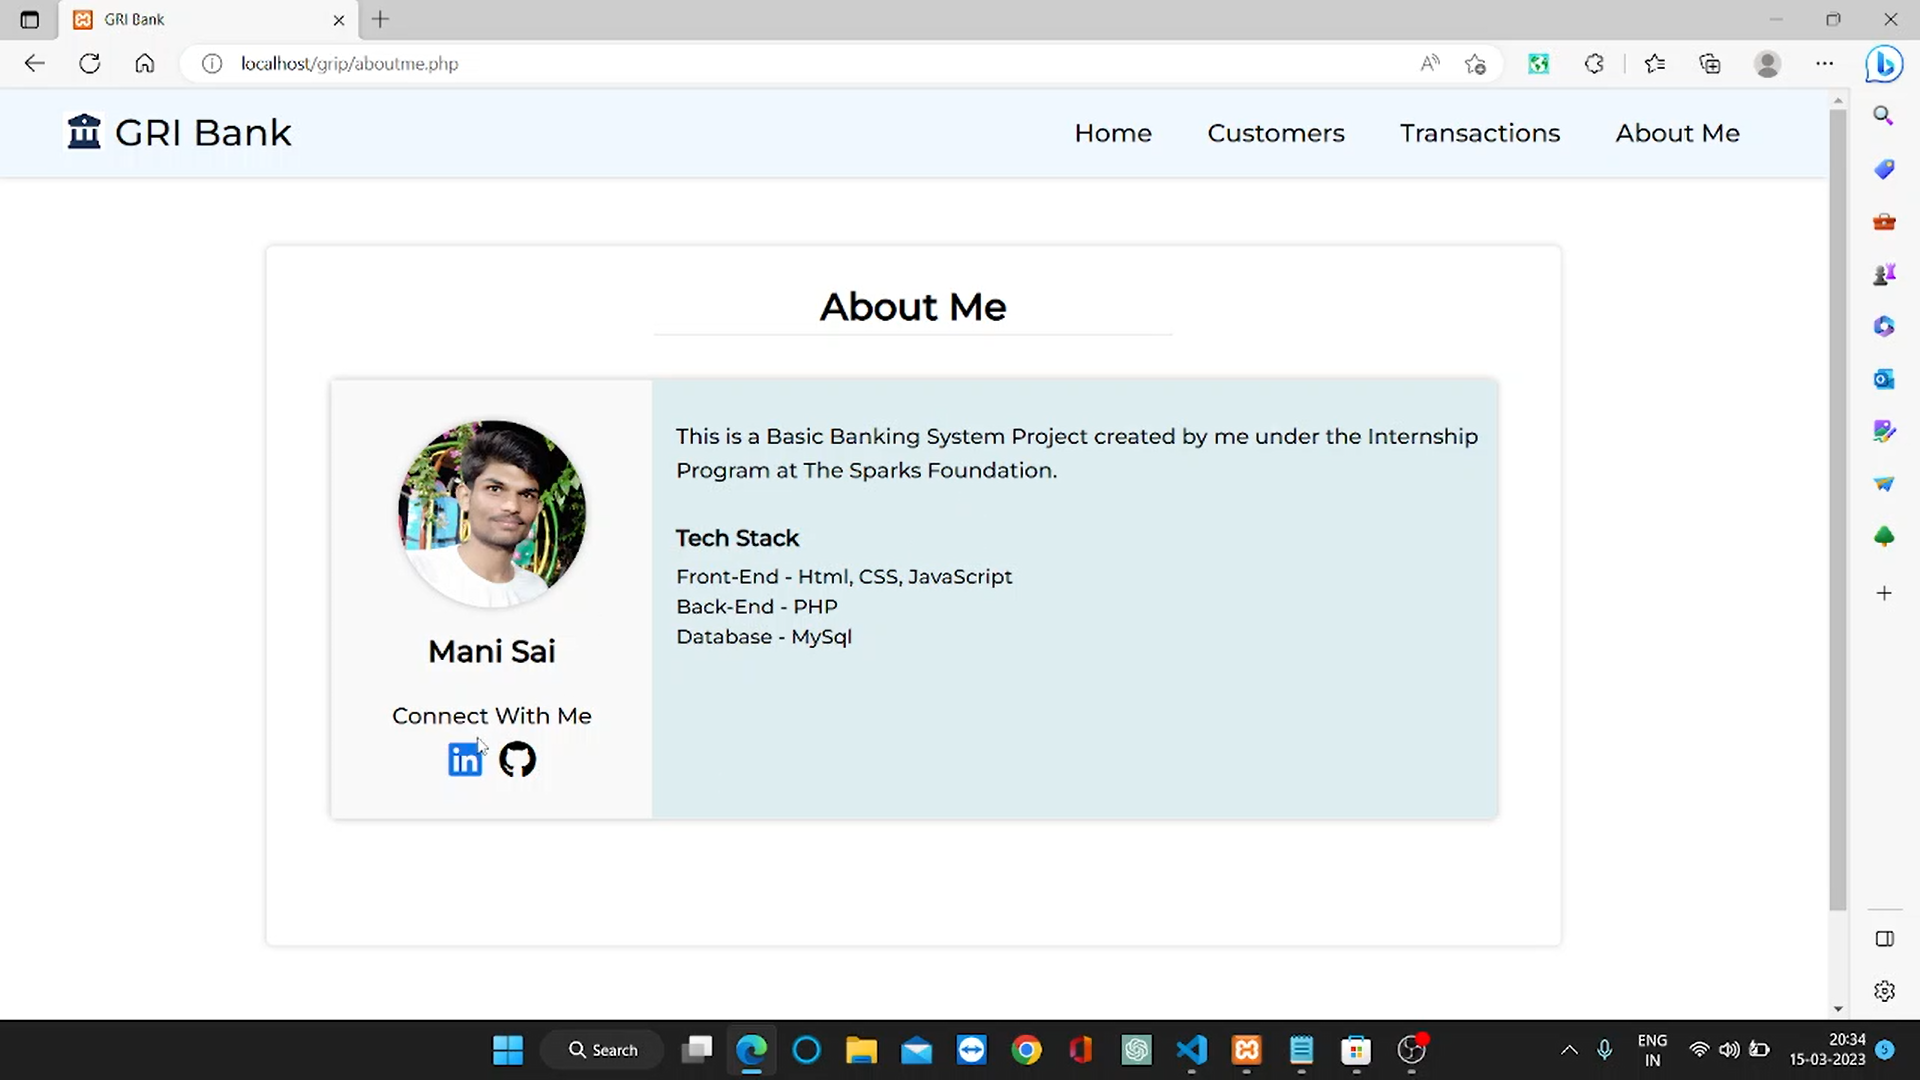 GRI Bank
localhost/grip/aboutme.php
GRI Bank
Home Customers Transactions About Me
About Me
This is a Basic Banking System Project created by me under the Internship
Program at The Sparks Foundation.
Tech Stack
Front-End - Html, CSS, JavaScript
Back-End - PHP
Database - MySql
Mani Sai
Connect With Me
in
Search
ENG
IN
20:34
15-03-2023
5